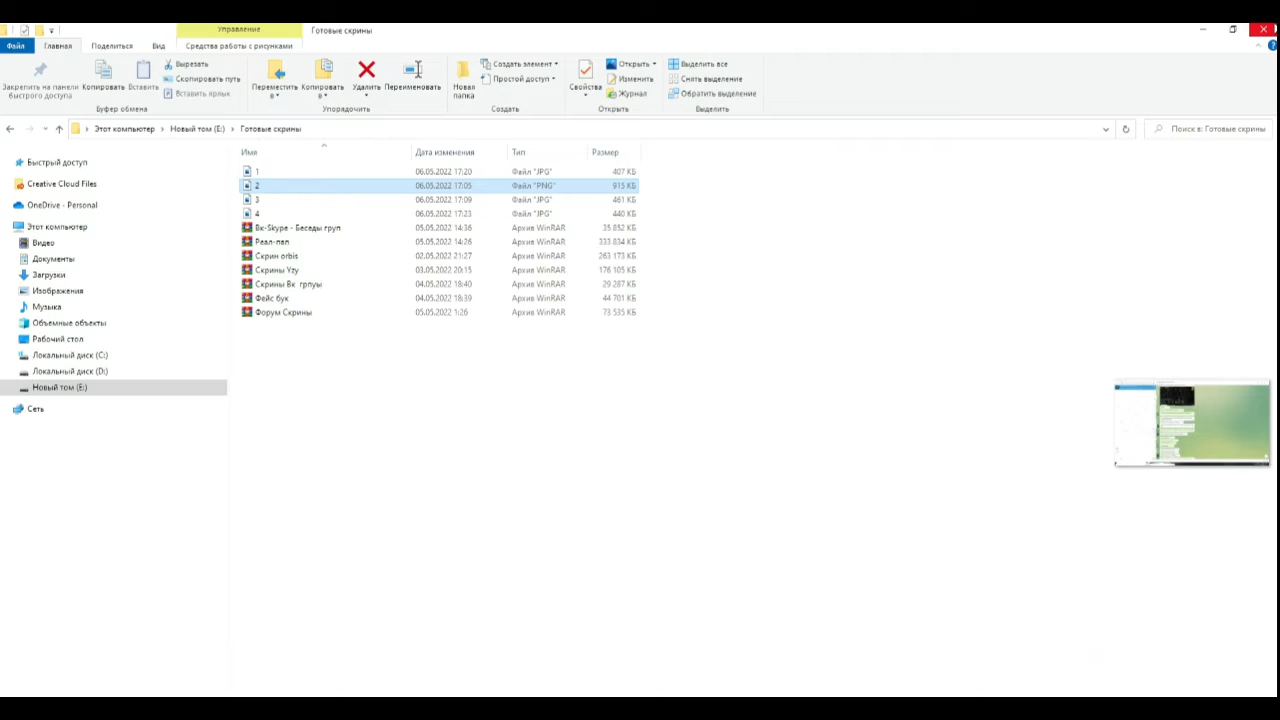 Управление
Готовые скрины
Файл Главная Поделиться Вид Средства работы с рисунками
Закрепить на панели быстрого доступа
Копировать
Вставить
Вырезать
Скопировать путь
Вставить ярлык
Буфер обмена
Переместить в
Копировать в
Удалить
Переименовать
Упорядочить
Новая папка
Создать элемент
Простой доступ
Создать
Свойства
Открыть
Изменить
Журнал
Открыть
Выделить все
Снять выделение
Обратить выделение
Выделить
Этот компьютер > Новый том (E:) > Готовые скрины
Поиск в: Готовые скрины
Быстрый доступ
Creative Cloud Files
OneDrive - Personal
Этот компьютер
Видео
Документы
Загрузки
Изображения
Музыка
Объемные объекты
Рабочий стол
Локальный диск (C:)
Локальный диск (D:)
Новый том (E:)
Сеть
Имя Дата изменения Тип Размер
1 06.05.2022 17:20 Файл "JPG" 407 КБ
2 06.05.2022 17:05 Файл "PNG" 915 КБ
3 06.05.2022 17:09 Файл "JPG" 461 КБ
4 06.05.2022 17:23 Файл "JPG" 440 КБ
Вк-Skype - Беседы груп 05.05.2022 14:36 Архив WinRAR 35 852 КБ
05.05.2022 14:26 Архив WinRAR 333 834 КБ
Скрин orbis 02.05.2022 21:27 Архив WinRAR 263 173 КБ
Скрины Yzy 03.05.2022 20:15 Архив WinRAR 176 105 КБ
Скрины Вк грпуы 04.05.2022 18:40 Архив WinRAR 29 287 КБ
Фейс бук 04.05.2022 18:39 Архив WinRAR 44 701 КБ
Форум Скрины 05.05.2022 1:26 Архив WinRAR 73 535 КБ